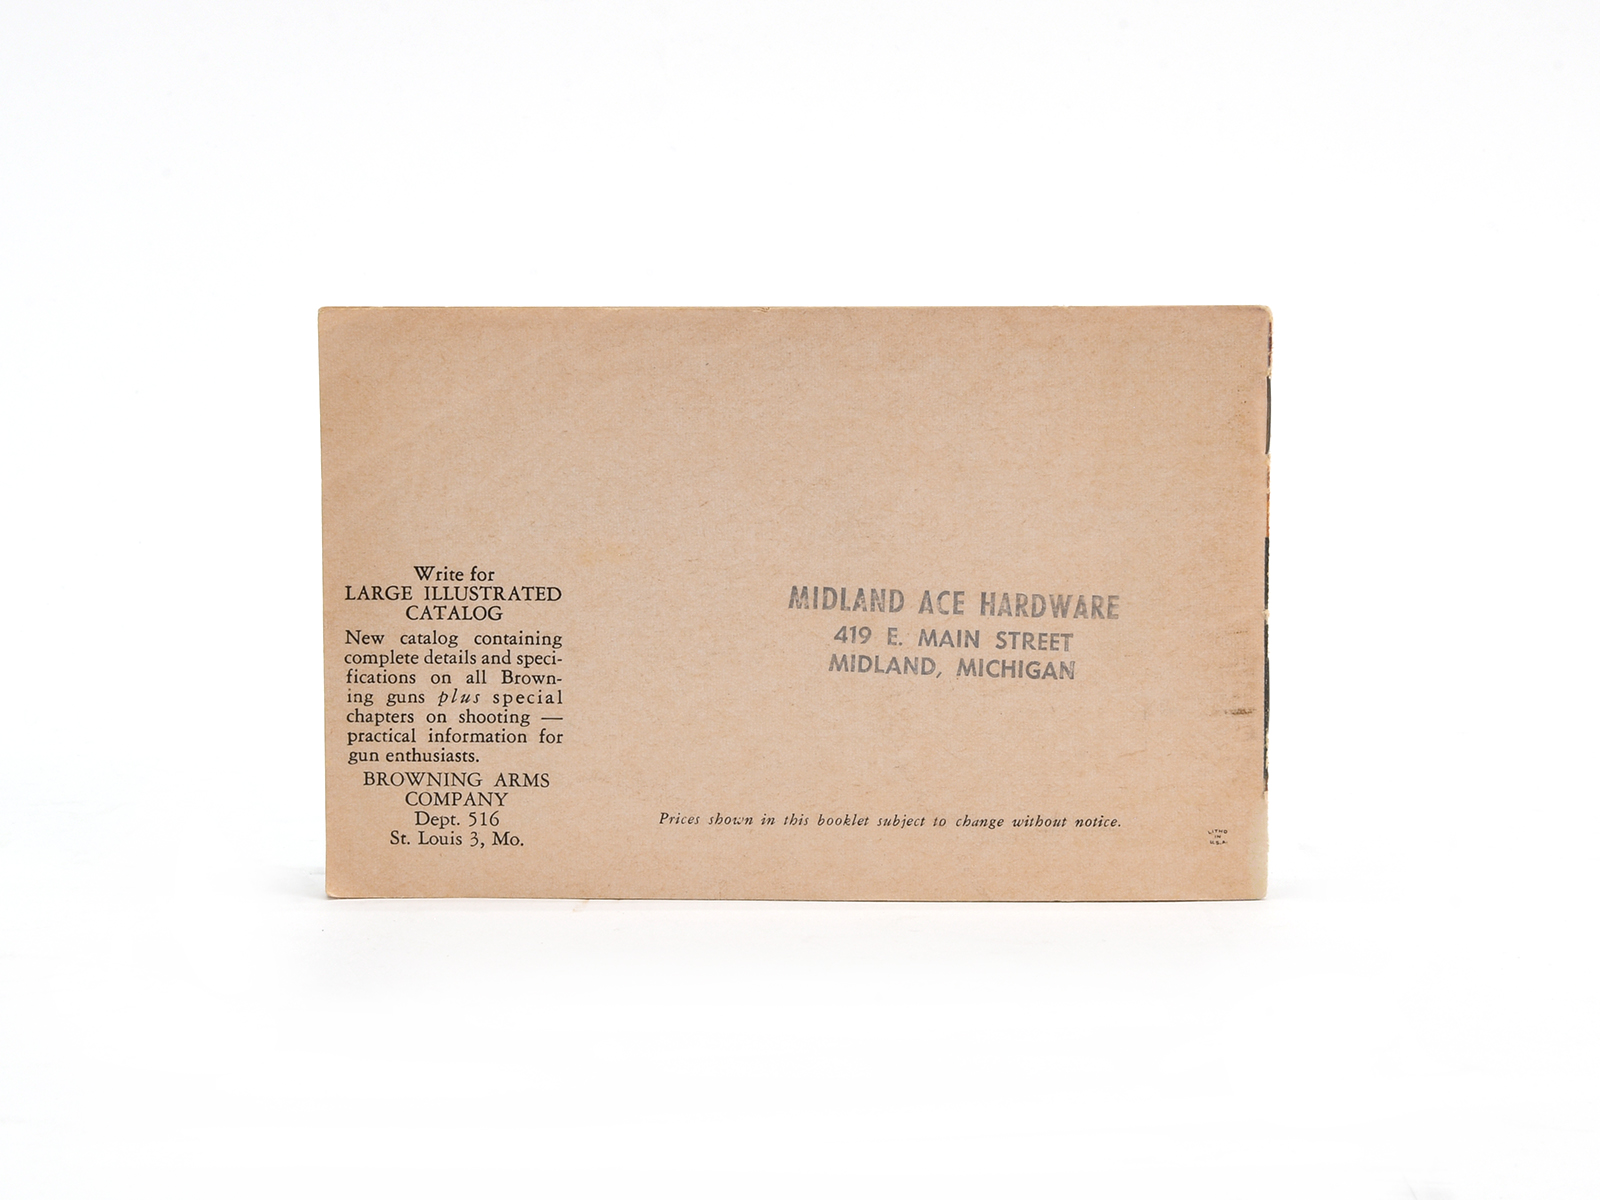 Write for
LARGE ILLUSTRATED
CATALOG
New catalog containing
complete details and speci-
fications on all Brown-
ing guns plus special
chapters on shooting —
practical information for
gun enthusiasts.
BROWNING ARMS
COMPANY
Dept. 516
St. Louis 3, Mo.
MIDLAND ACE HARDWARE
419 E. MAIN STREET
MIDLAND, MICHIGAN
Prices shown in this booklet subject to change without notice.
LITHO
IN
U.S.A.